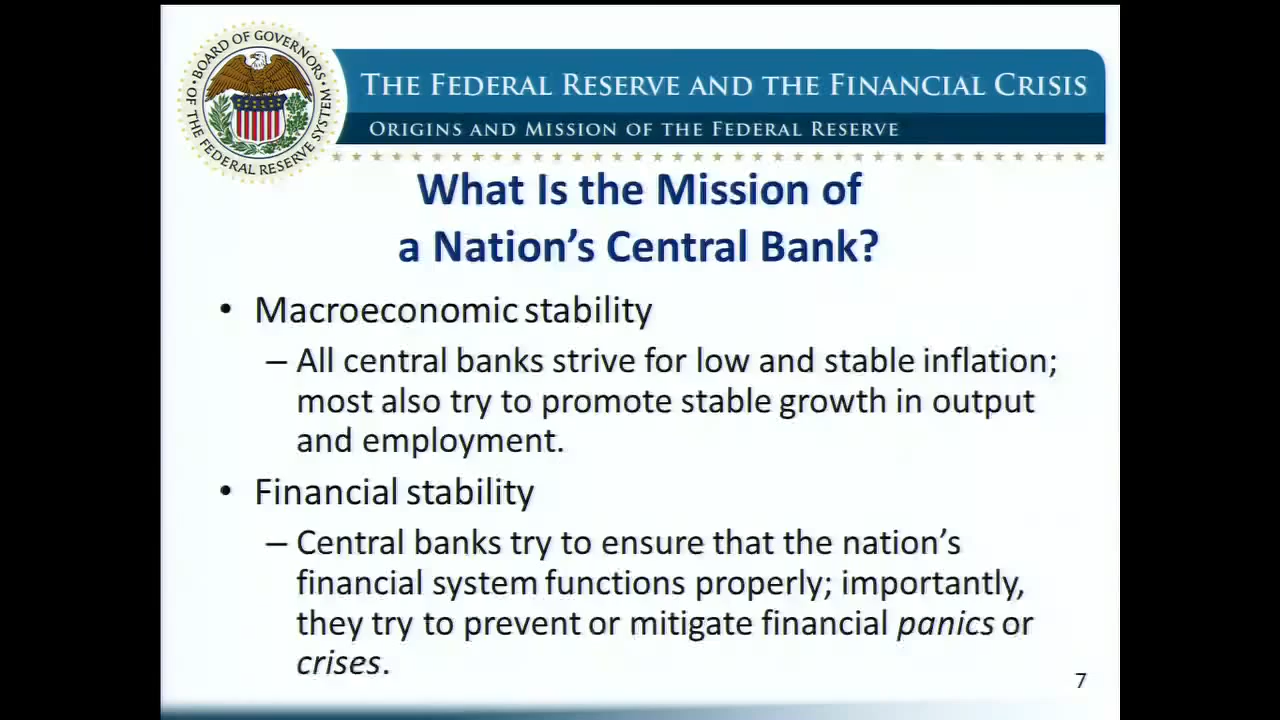 BOARD OF GOVERNORS
OF THE FEDERAL RESERVE SYSTEM
THE FEDERAL RESERVE AND THE FINANCIAL CRISIS
ORIGINS AND MISSION OF THE FEDERAL RESERVE
What Is the Mission of
a Nation’s Central Bank?
• Macroeconomic stability
– All central banks strive for low and stable inflation;
most also try to promote stable growth in output
and employment.
• Financial stability
– Central banks try to ensure that the nation’s
financial system functions properly; importantly,
they try to prevent or mitigate financial panics or
crises.
7